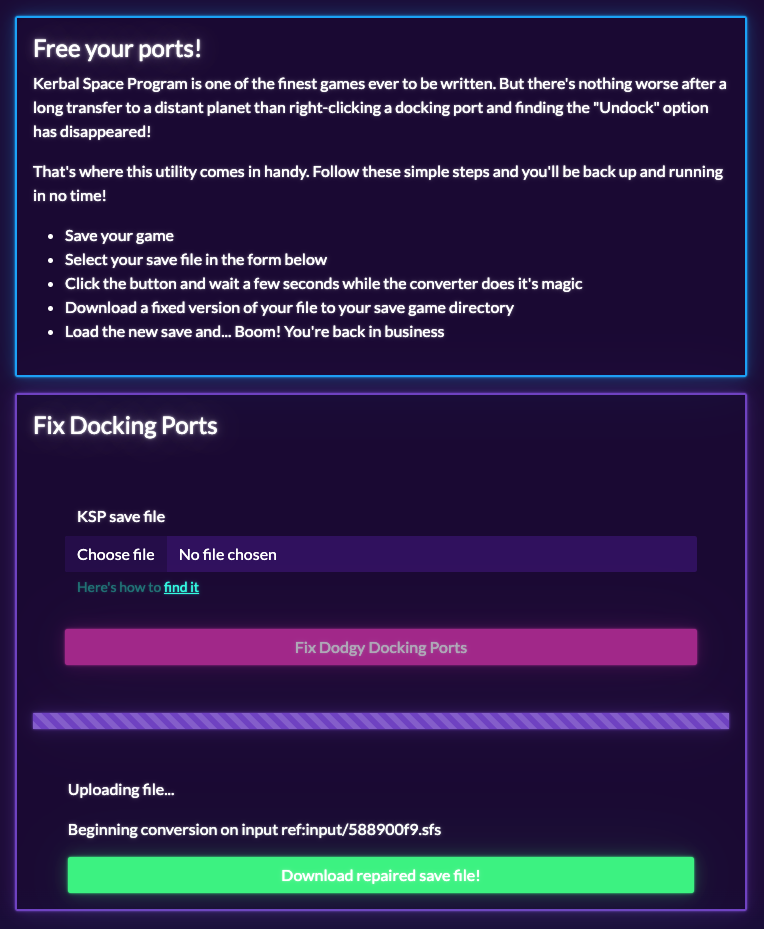 Free your ports!
Kerbal Space Program is one of the finest games ever to be written. But there's nothing worse after a
long transfer to a distant planet than right-clicking a docking port and finding the "Undock" option
has disappeared!
That's where this utility comes in handy. Follow these simple steps and you'll be back up and running
in no time!
• Save your game
• Select your save file in the form below
• Click the button and wait a few seconds while the converter does it's magic
• Download a fixed version of your file to your save game directory
• Load the new save and... Boom! You're back in business
Fix Docking Ports
KSP save file
Choose file No file chosen
Here's how to find it
Fix Dodgy Docking Ports
Uploading file...
Beginning conversion on input ref:input/588900f9.sfs
Download repaired save file!